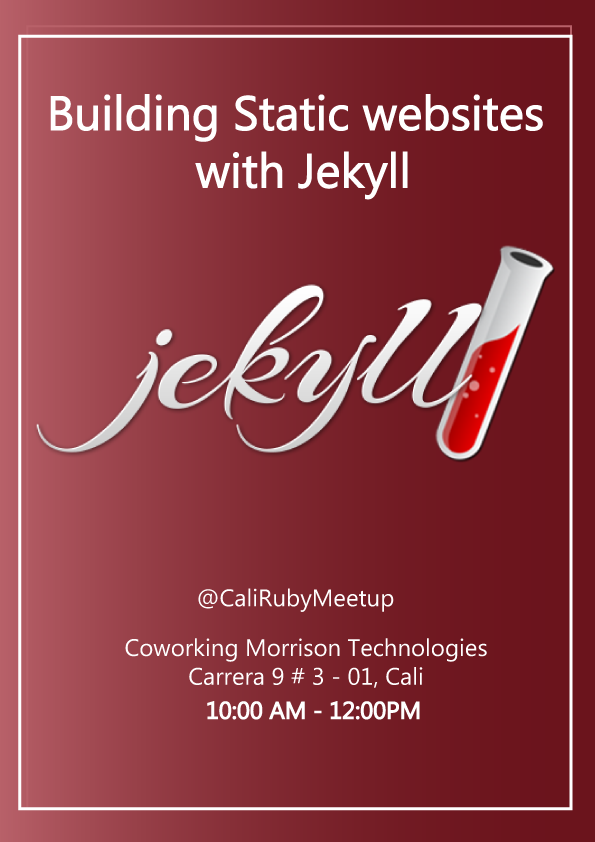 Building Static websites
with Jekyll
jekyll
@CaliRubyMeetup
Coworking Morrison Technologies
Carrera 9 # 3 - 01, Cali
10:00 AM - 12:00PM